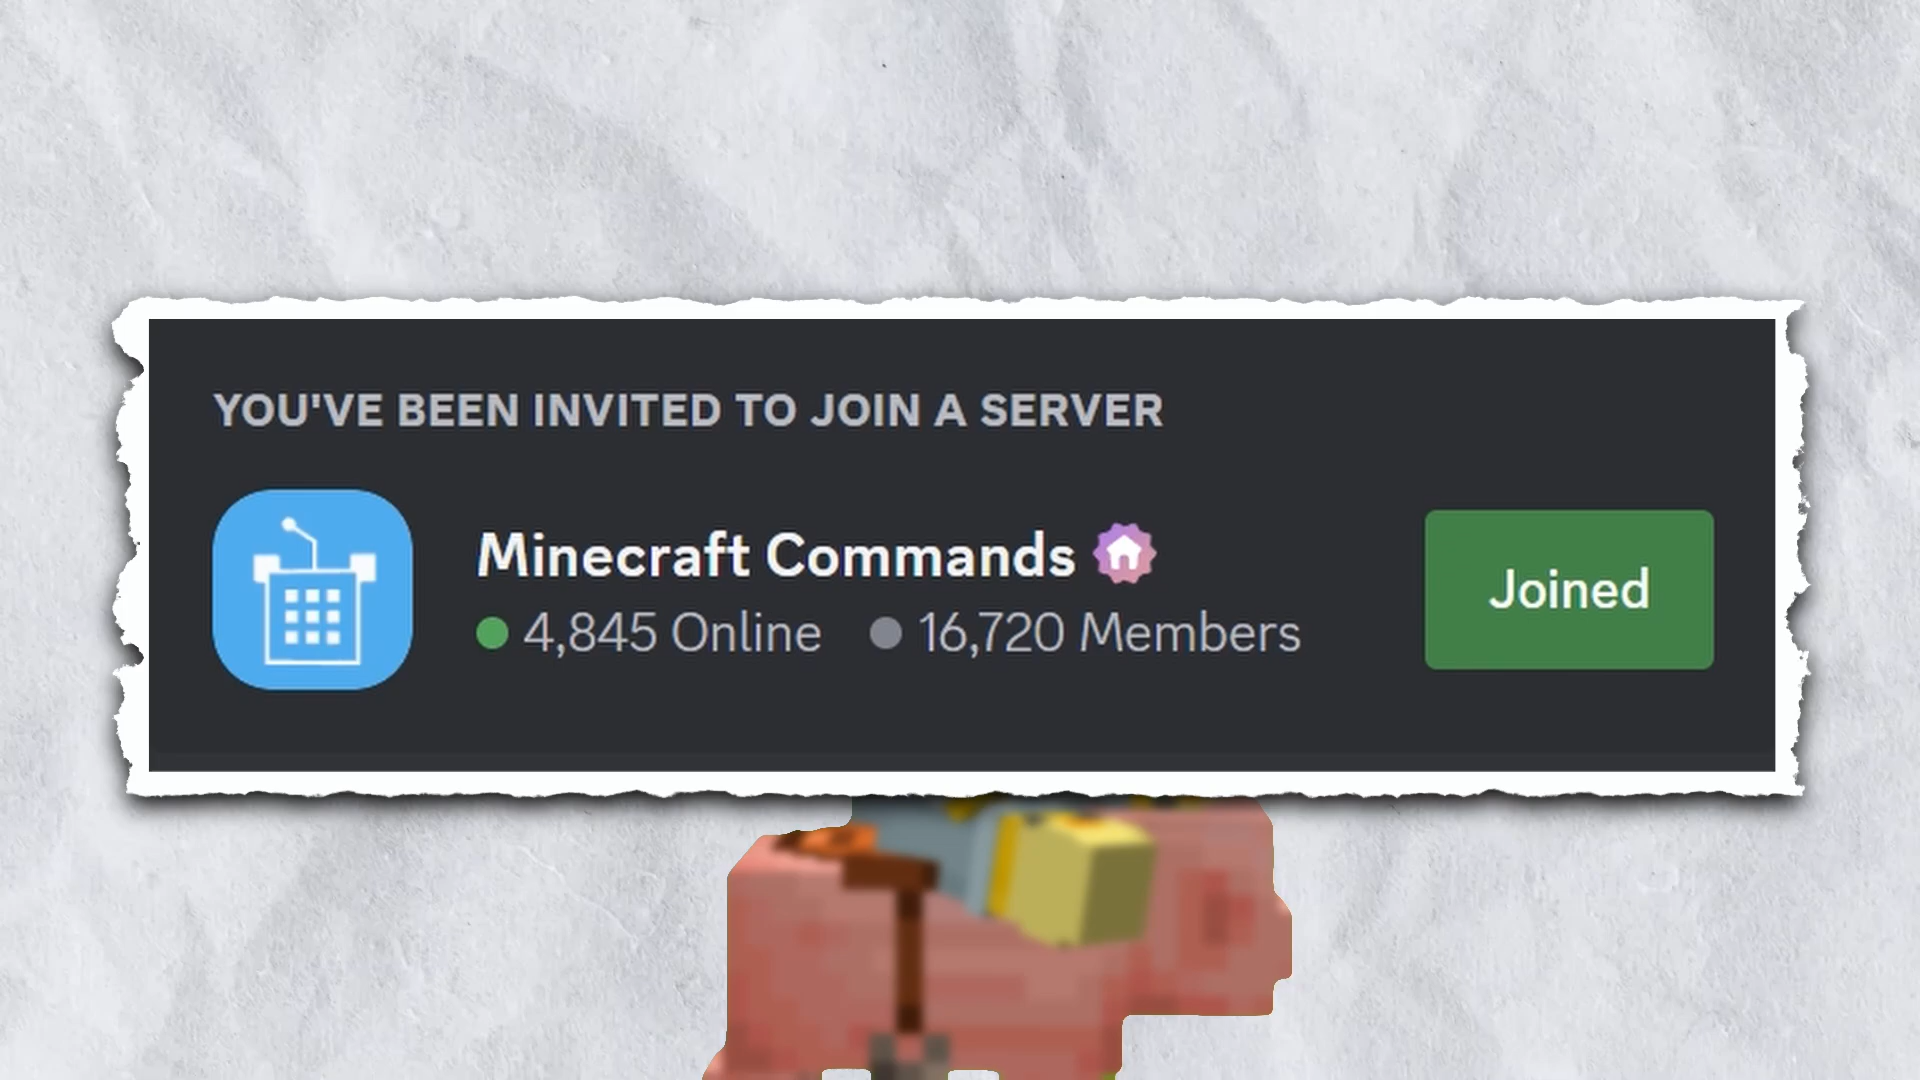 YOU'VE BEEN INVITED TO JOIN A SERVER
Minecraft Commands
4,845 Online 16,720 Members
Joined